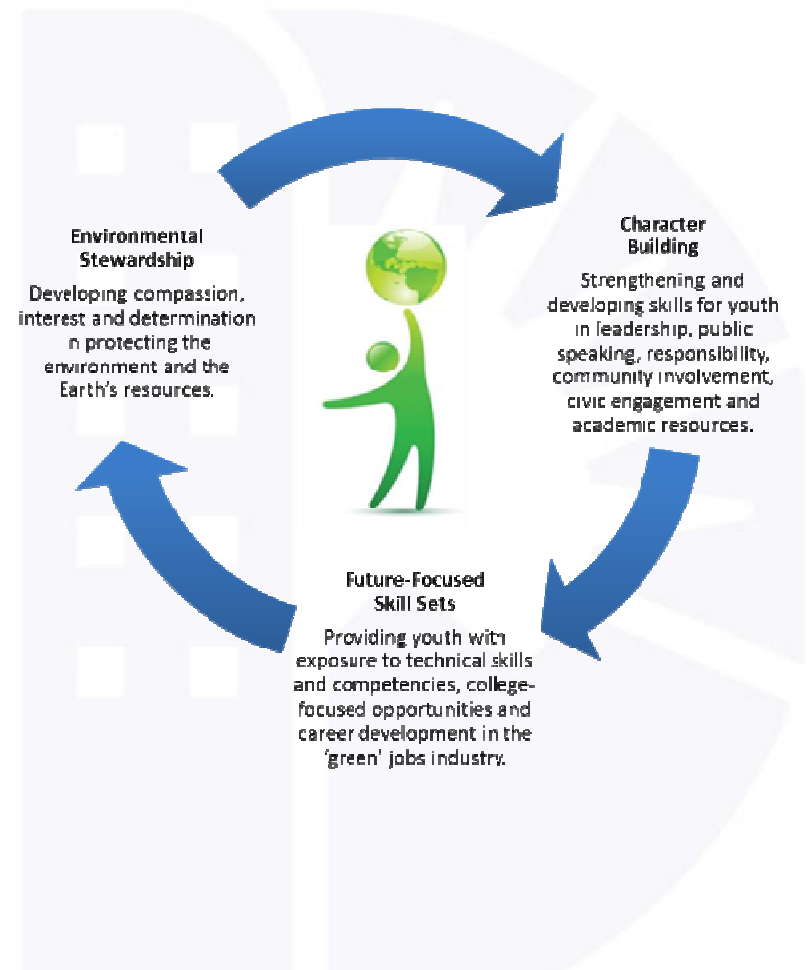 Environmental
Stewardship
Developing compassion,
interest and determination
n protecting the
environment and the
Earth's resources.
Character
Building
Strengthening and
developing skills for youth
in leadership, public
speaking, responsibility,
community involvement,
civic engagement and
academic resources.
Future-Focused
Skill Sets
Providing youth with
exposure to technical skills
and competencies, college-
focused opportunities and
career development in the
'green' jobs industry.